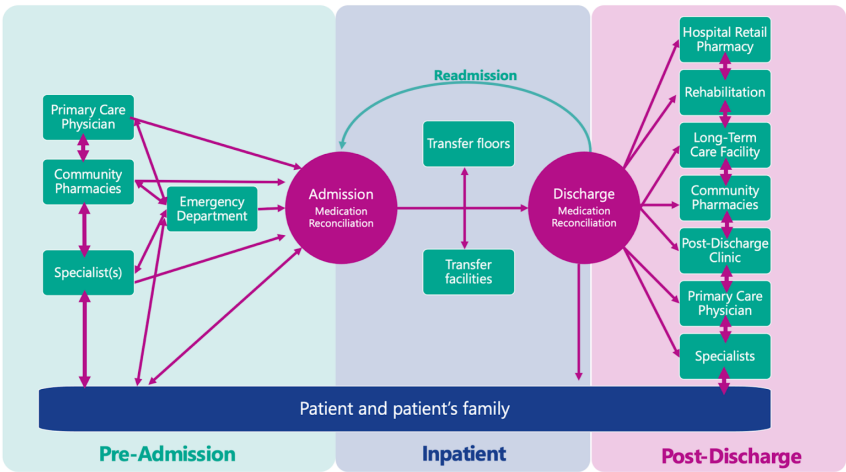 Primary Care
Physician
Community
Pharmacies
Specialist(s)
Emergency
Department
Admission
Medication
Reconciliation
Readmission
Transfer floors
Transfer
facilities
Discharge
Medication
Reconciliation
Hospital Retail
Pharmacy
Rehabilitation
Long-Term
Care Facility
Community
Pharmacies
Post-Discharge
Clinic
Primary Care
Physician
Specialists
Patient and patient’s family
Pre-Admission
Inpatient
Post-Discharge